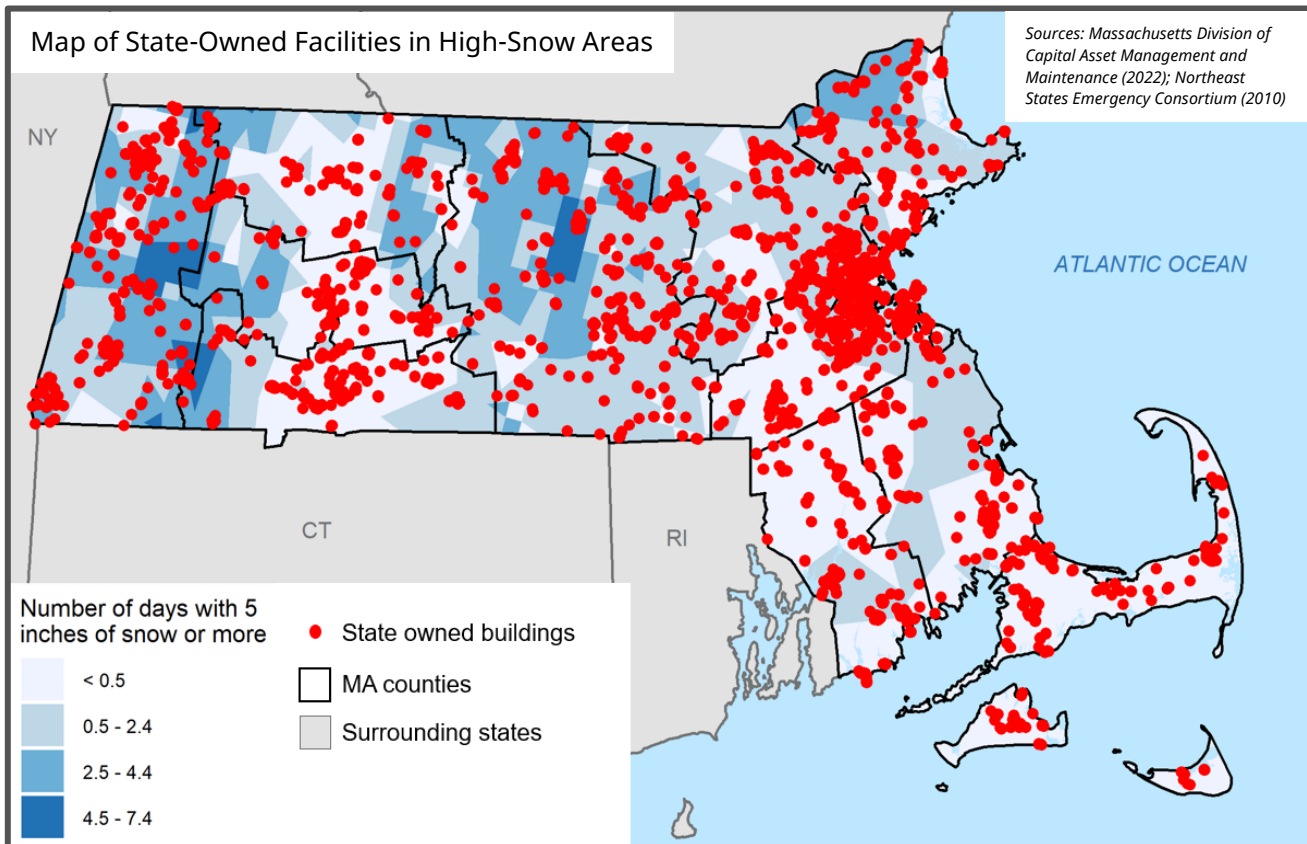 Map of State-Owned Facilities in High-Snow Areas
Sources: Massachusetts Division of
Capital Asset Management and
Maintenance (2022); Northeast
States Emergency Consortium (2010)
NY
ATLANTIC OCEAN
CT
RI
Number of days with 5
inches of snow or more
< 0.5
0.5 - 2.4
2.5 - 4.4
4.5 - 7.4
State owned buildings
MA counties
Surrounding states